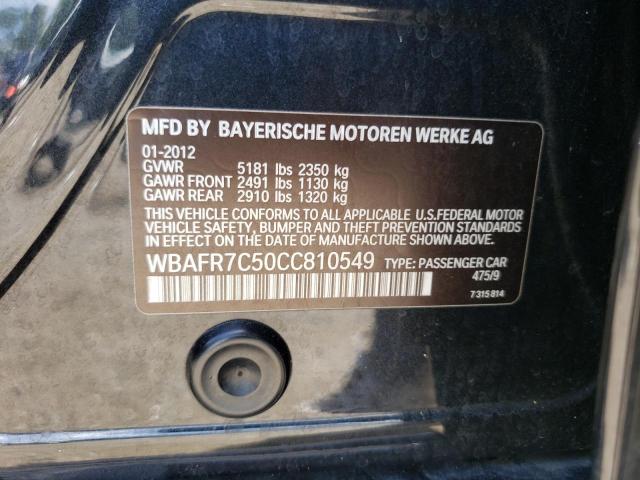 MFD BY BAYERISCHE MOTOREN WERKE AG
01-2012
GVWR 5181 lbs 2350 kg
GAWR FRONT 2491 lbs 1130 kg
GAWR REAR 2910 lbs 1320 kg
THIS VEHICLE CONFORMS TO ALL APPLICABLE U.S.FEDERAL MOTOR
VEHICLE SAFETY, BUMPER AND THEFT PREVENTION STANDARDS
IN EFFECT ON THE DATE OF MANUFACTURE SHOWN ABOVE.
WBAFR7C50CC810549 TYPE: PASSENGER CAR
475/9
7 315 814